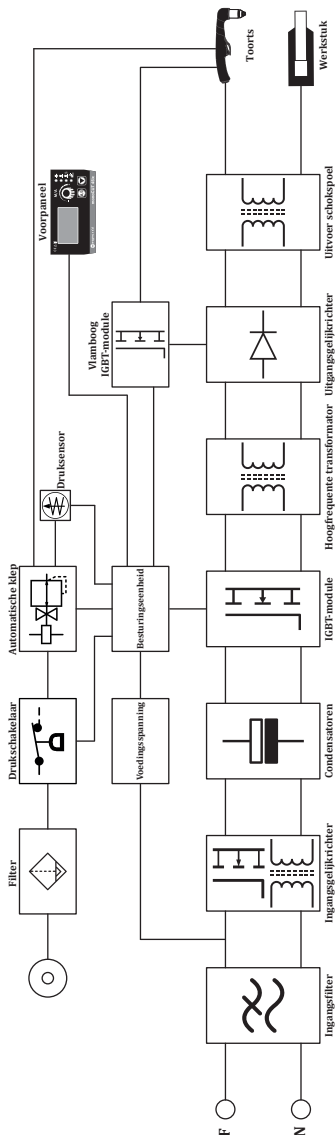 Filter
Drukschakelaar
Automatische klep
Druksensor
Voorpaneel
Toorts
Werkstuk
Voedingsspanning
Besturingseenheid
Vlamboog
IGBT-module
F
N
Ingangsfilter
Ingangsgelijkrichter
Condensatoren
IGBT-module
Hoogfrequente transformator
Uitgangsgelijkrichter
Uitvoer schokspoel